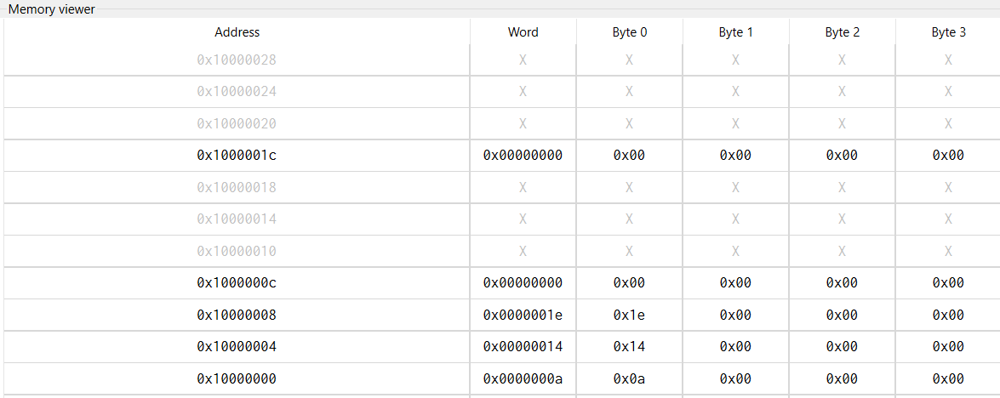 Memory viewer
Address Word Byte 0 Byte 1 Byte 2 Byte 3
0x10000028 X X X X X
0x10000024 X X X X X
0x10000020 X X X X X
0x1000001c 0x00000000 0x00 0x00 0x00 0x00
0x10000018 X X X X X
0x10000014 X X X X X
0x10000010 X X X X X
0x1000000c 0x00000000 0x00 0x00 0x00 0x00
0x10000008 0x0000001e 0x1e 0x00 0x00 0x00
0x10000004 0x00000014 0x14 0x00 0x00 0x00
0x10000000 0x0000000a 0x0a 0x00 0x00 0x00